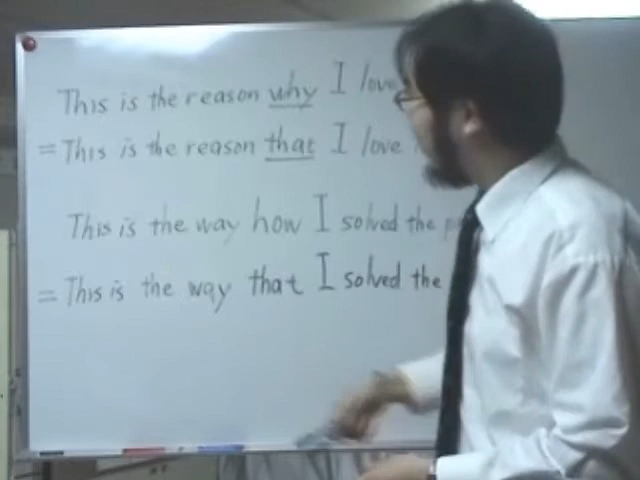 This is the reason why I love
= This is the reason that I love
This is the way how I solved the
= This is the way that I solved the